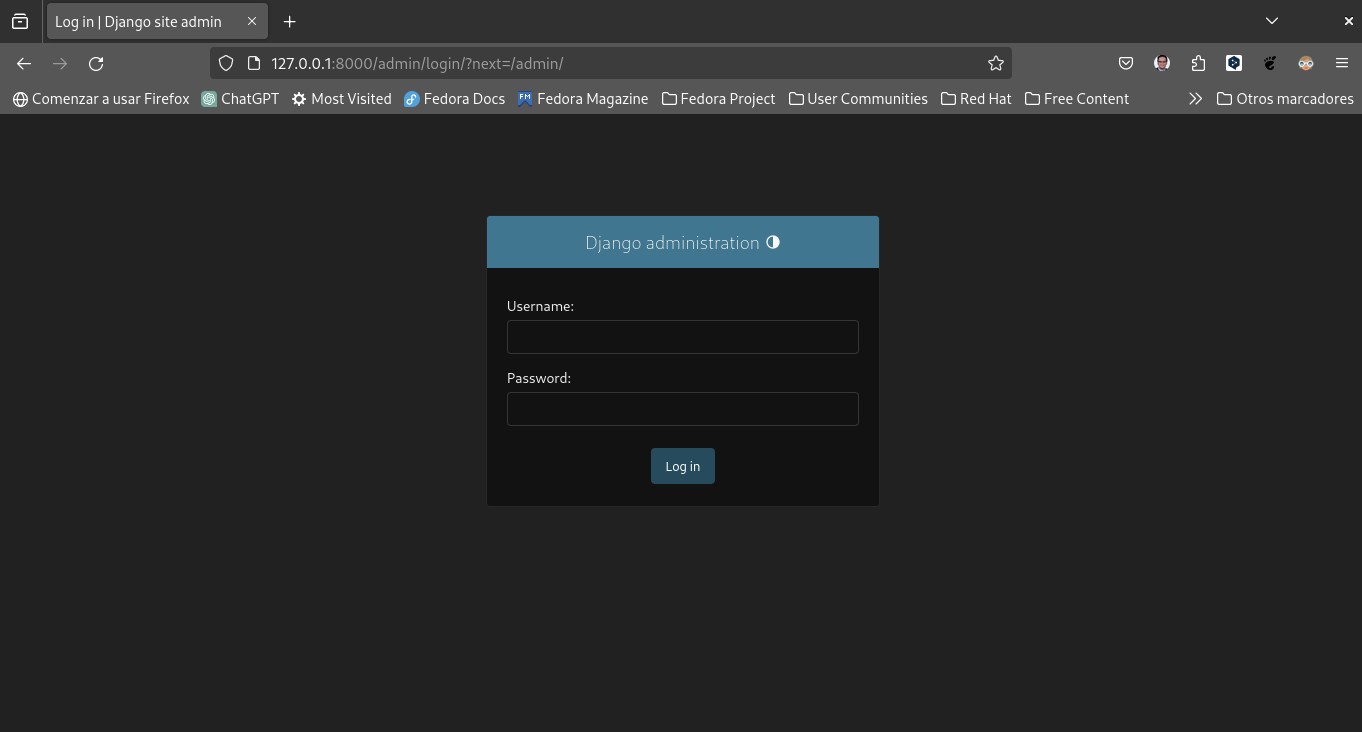 Log in | Django site admin
127.0.0.1:8000/admin/login/?next=/admin/
Comenzar a usar Firefox ChatGPT Most Visited Fedora Docs FM Fedora Magazine Fedora Project User Communities Red Hat Free Content Otros marcadores
Django administration
Username:
Password:
Log in